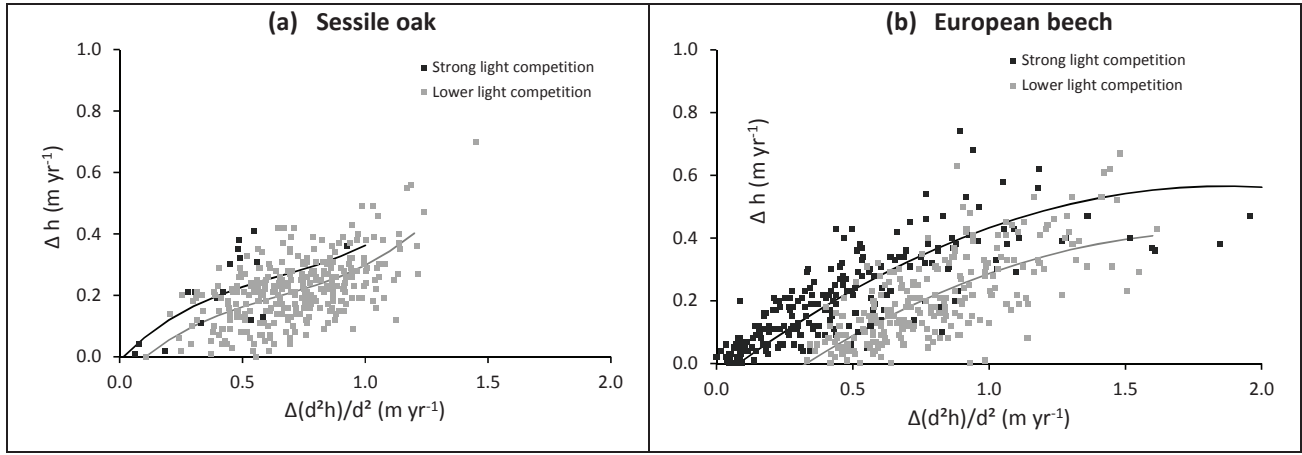 (a) Sessile oak
1.0
0.8
0.6
0.4
0.2
0.0
Δ h (m yr⁻¹)
Strong light competition
Lower light competition
0.0 0.5 1.0 1.5 2.0
Δ(d²h)/d² (m yr⁻¹)
(b) European beech
1.0
0.8
0.6
0.4
0.2
0.0
Δ h (m yr⁻¹)
Strong light competition
Lower light competition
0.0 0.5 1.0 1.5 2.0
Δ(d²h)/d² (m yr⁻¹)